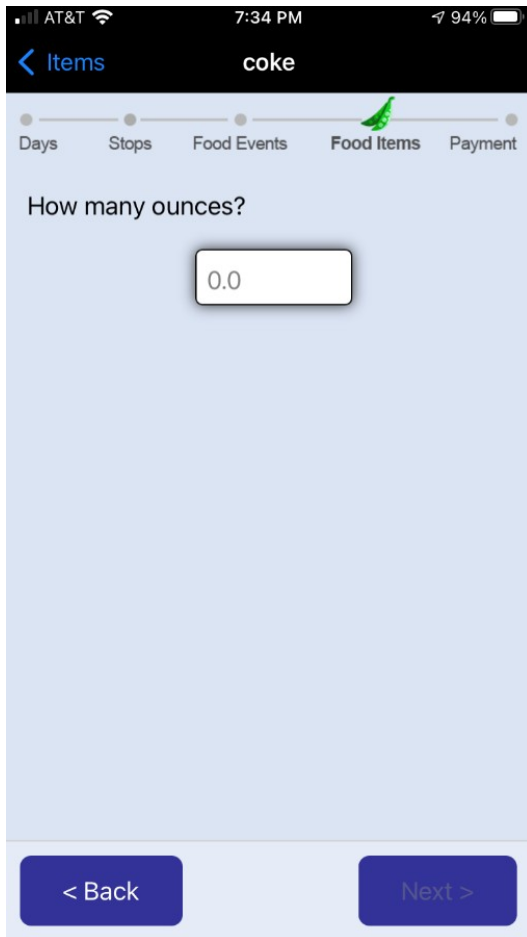 AT&T 7:34 PM 94%
Items coke
Days Stops Food Events Food Items Payment
How many ounces?
0.0
< Back Next >